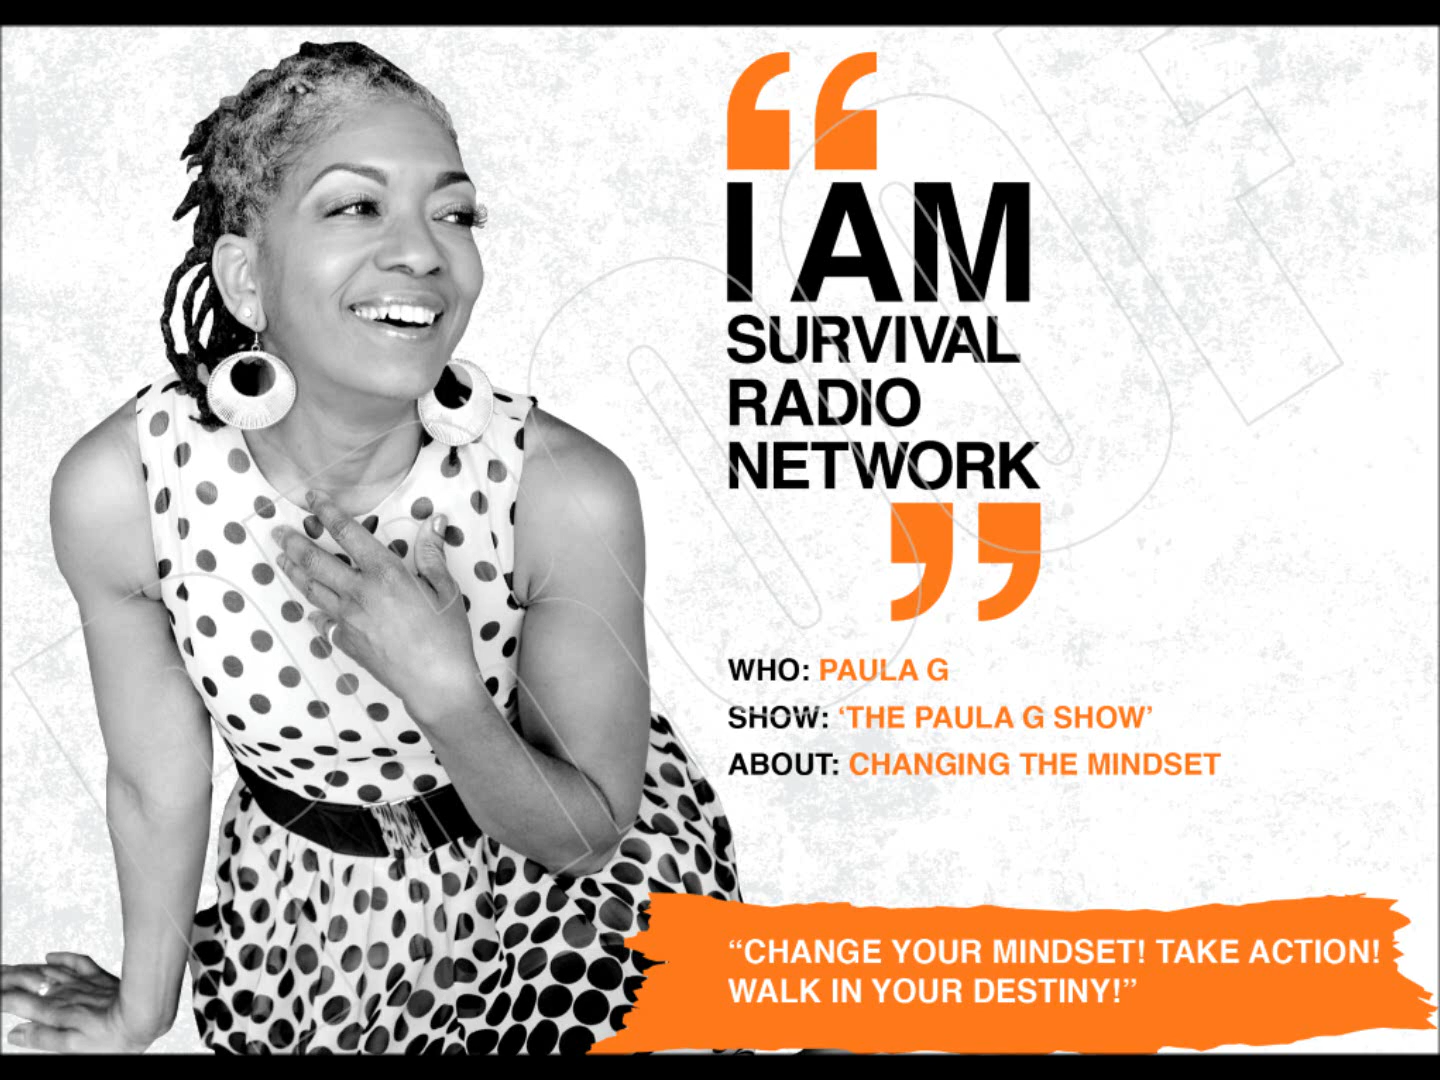 “
I AM
SURVIVAL
RADIO
NETWORK
”
WHO: PAULA G
SHOW: ‘THE PAULA G SHOW’
ABOUT: CHANGING THE MINDSET
“CHANGE YOUR MINDSET! TAKE ACTION!
WALK IN YOUR DESTINY!”
PROOF